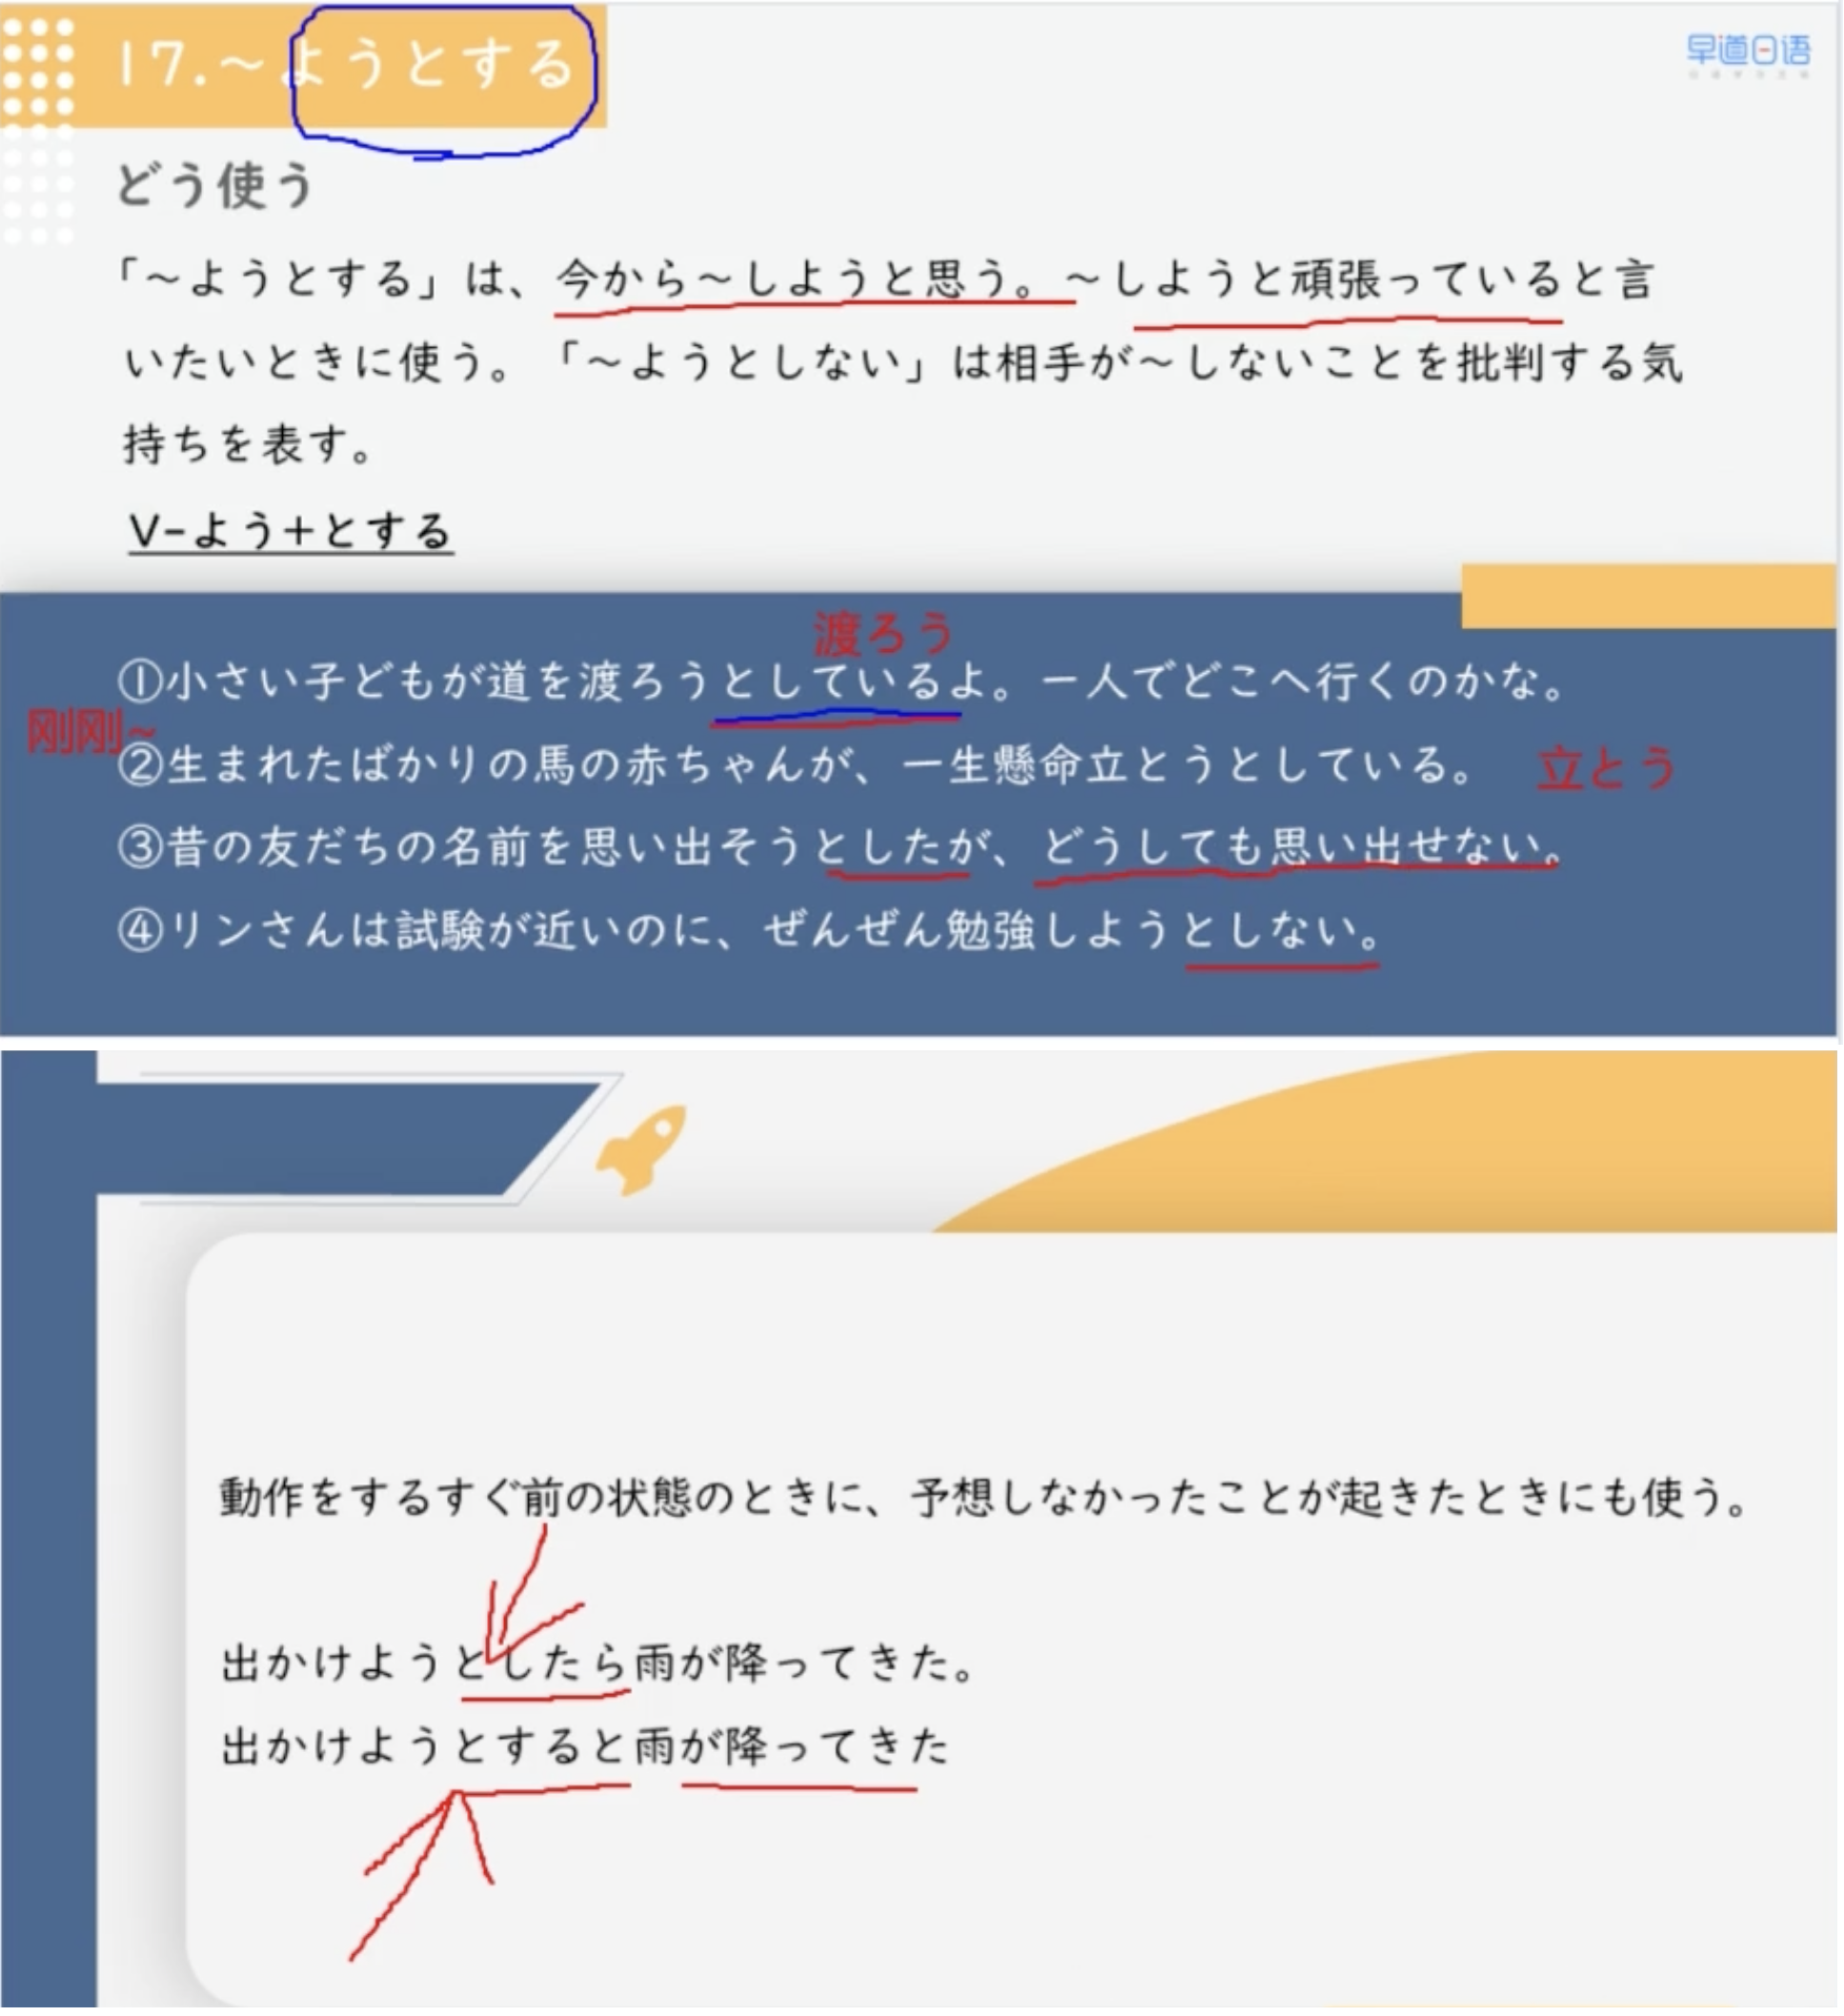 17.～ようとする
早道日语
どう使う
「～ようとする」は、今から～しようと思う。～しようと頑張っていると言
いたいときに使う。「～ようとしない」は相手が～しないことを批判する気
持ちを表す。
V-よう+とする
渡ろう
①小さい子どもが道を渡ろうとしているよ。一人でどこへ行くのかな。
刚刚~
②生まれたばかりの馬の赤ちゃんが、一生懸命立とうとしている。
立とう
③昔の友だちの名前を思い出そうとしたが、どうしても思い出せない。
④リンさんは試験が近いのに、ぜんぜん勉強しようとしない。
動作をするすぐ前の状態のときに、予想しなかったことが起きたときにも使う。
出かけようとしたら雨が降ってきた。
出かけようとすると雨が降ってきた